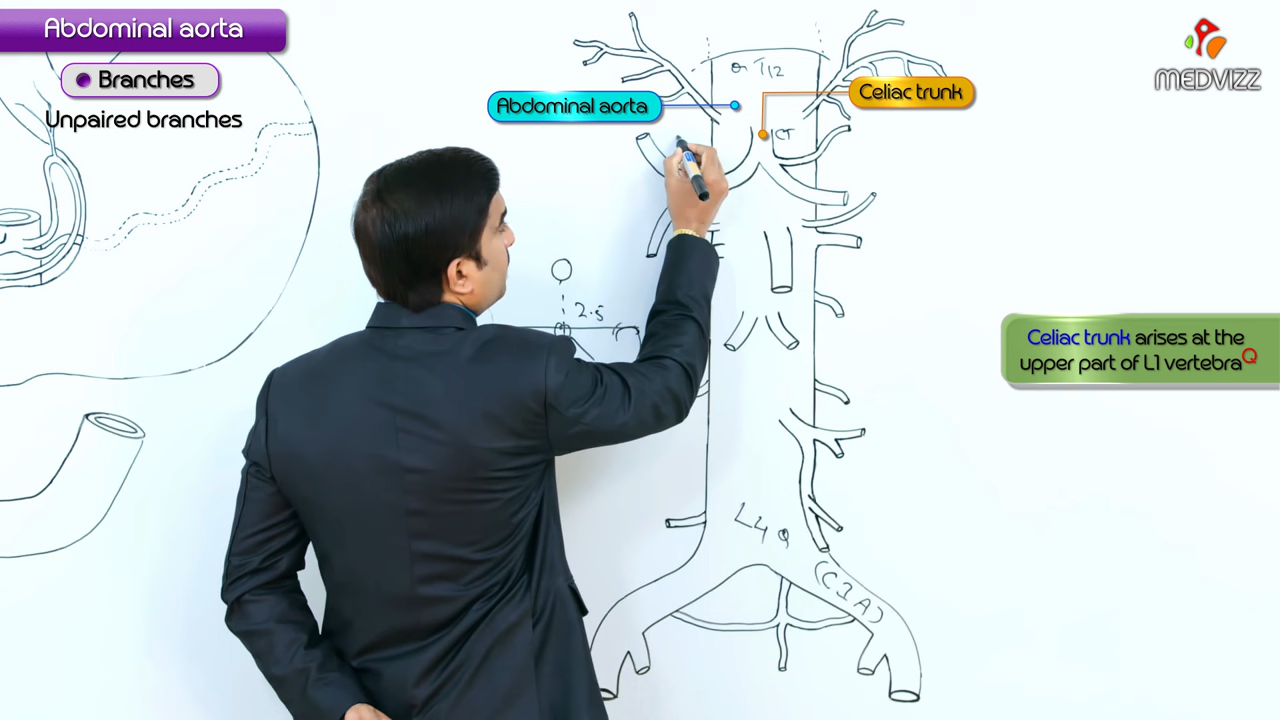 Abdominal aorta
Branches
Unpaired branches
MEDVIZZ
Abdominal aorta
Celiac trunk
T12
CT
2.5
Celiac trunk arises at the
upper part of L1 vertebraQ
L4 Q
(CIA)